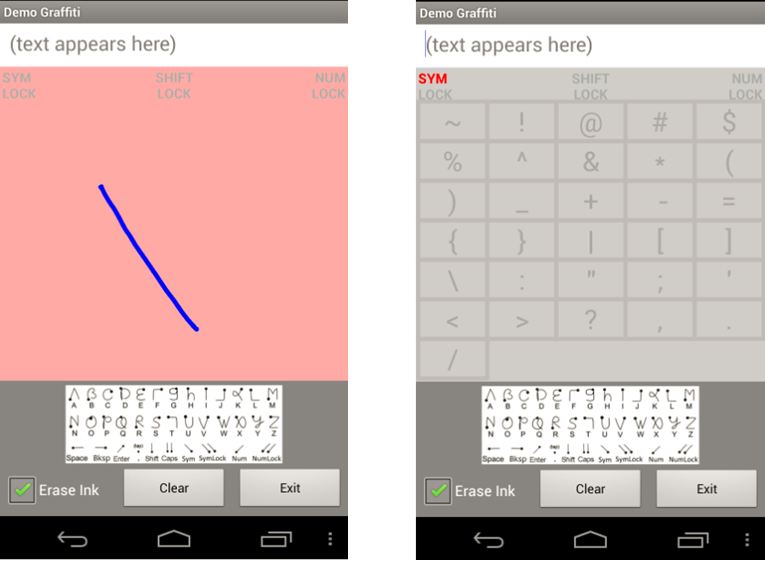 Demo Graffiti
(text appears here)
SYM LOCK
SHIFT LOCK
NUM LOCK
A B C D E F G H I J K L M
N O P Q R S T U V W X Y Z
Space Bksp Enter . Shift Caps Sym SymLock Num NumLock
Erase Ink
Clear
Exit
Demo Graffiti
(text appears here)
SYM LOCK
SHIFT LOCK
NUM LOCK
~ ! @ # $
% ^ & * (
) _ + - =
{ } | [ ]
\ : " ; '
< > ? , .
/
A B C D E F G H I J K L M
N O P Q R S T U V W X Y Z
Space Bksp Enter . Shift Caps Sym SymLock Num NumLock
Erase Ink
Clear
Exit